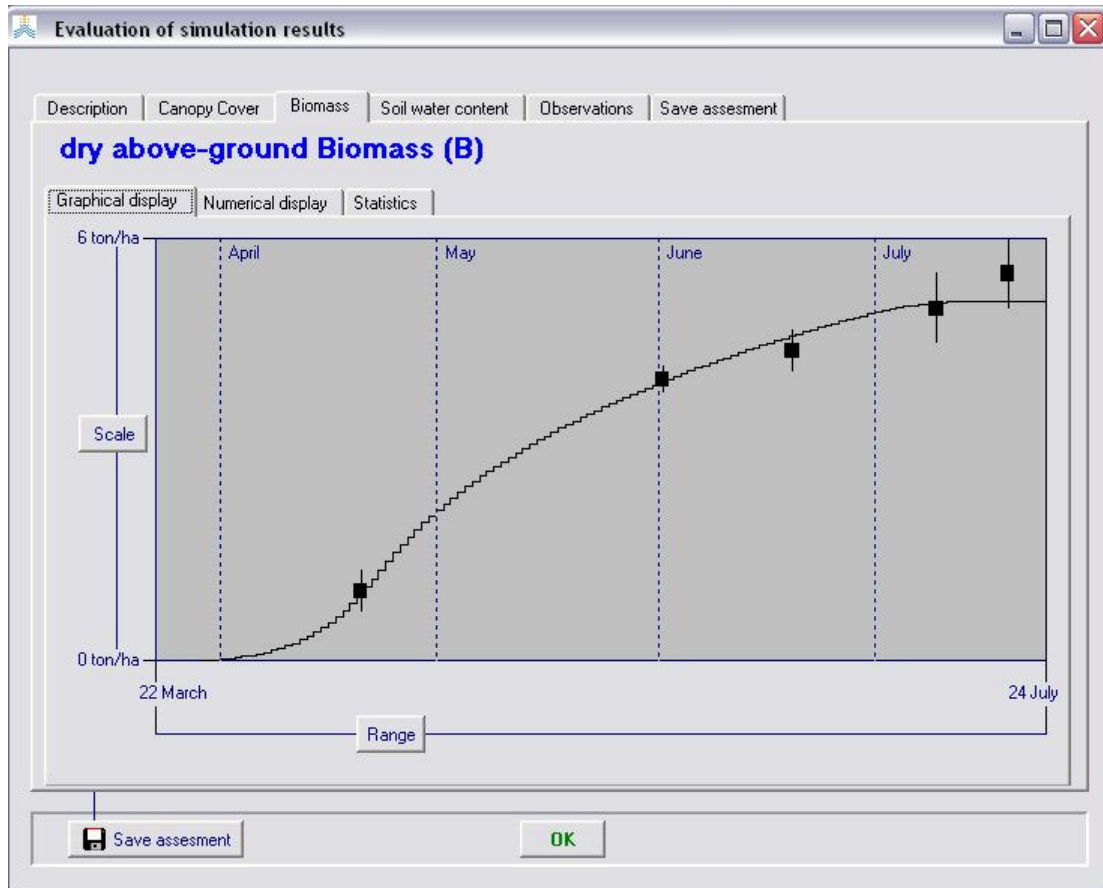 Evaluation of simulation results
Description Canopy Cover Biomass Soil water content Observations Save assesment
dry above-ground Biomass (B)
Graphical display Numerical display Statistics
6 ton/ha
April May June July
Scale
0 ton/ha
22 March 24 July
Range
Save assesment OK